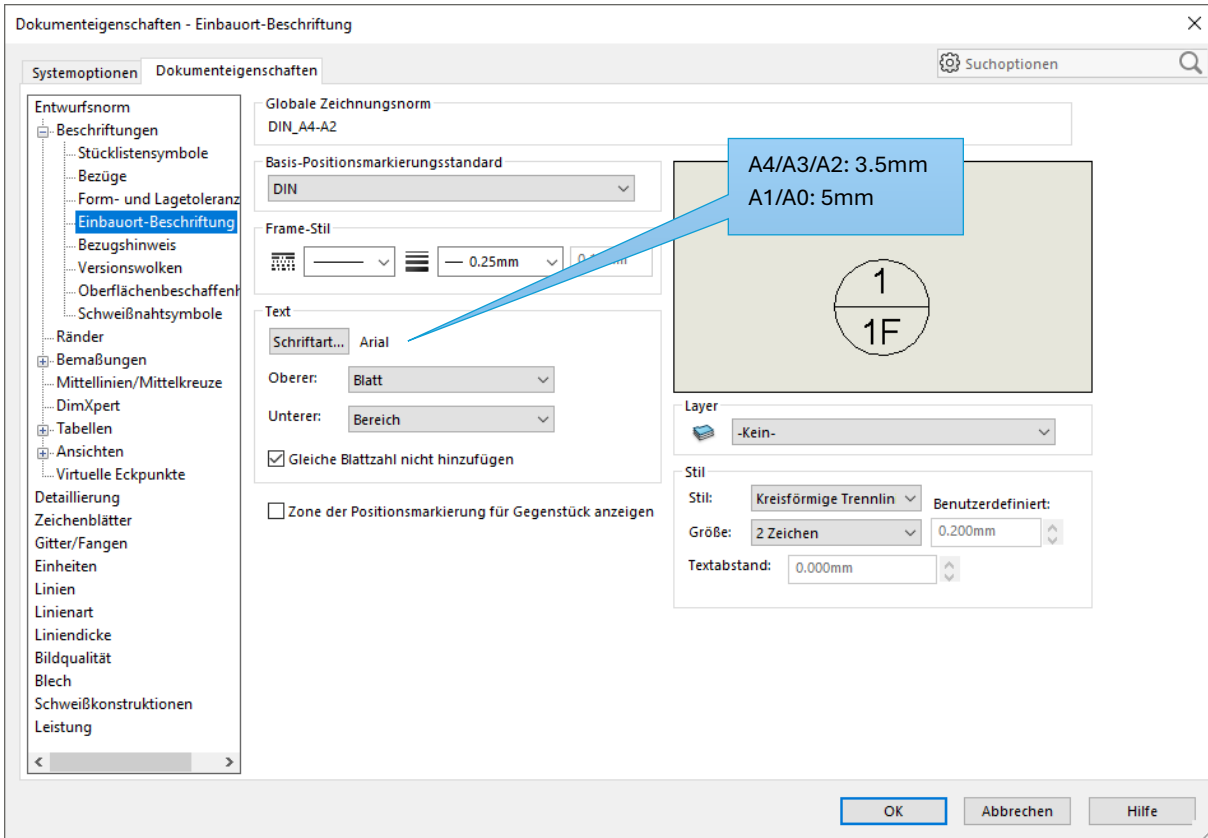 Dokumenteigenschaften - Einbauort-Beschriftung
Systemoptionen
Dokumenteigenschaften
Suchoptionen
Entwurfsnorm
Beschriftungen
Stücklistensymbole
Bezüge
Form- und Lagetoleranz
Einbauort-Beschriftung
Bezugshinweis
Versionswolken
Oberflächenbeschaffenh
Schweißnahtsymbole
Ränder
Bemaßungen
Mittellinien/Mittelkreuze
DimXpert
Tabellen
Ansichten
Virtuelle Eckpunkte
Detaillierung
Zeichenblätter
Gitter/Fangen
Einheiten
Linien
Linienart
Liniendicke
Bildqualität
Blech
Schweißkonstruktionen
Leistung
Globale Zeichnungsnorm
DIN_A4-A2
Basis-Positionsmarkierungsstandard
DIN
Frame-Stil
0.25mm
Text
Schriftart... Arial
Oberer: Blatt
Unterer: Bereich
Gleiche Blattzahl nicht hinzufügen
Zone der Positionsmarkierung für Gegenstück anzeigen
A4/A3/A2: 3.5mm
A1/A0: 5mm
1
1F
Layer
-Kein-
Stil
Stil: Kreisförmige Trennlin Benutzerdefiniert:
Größe: 2 Zeichen 0.200mm
Textabstand: 0.000mm
OK Abbrechen Hilfe